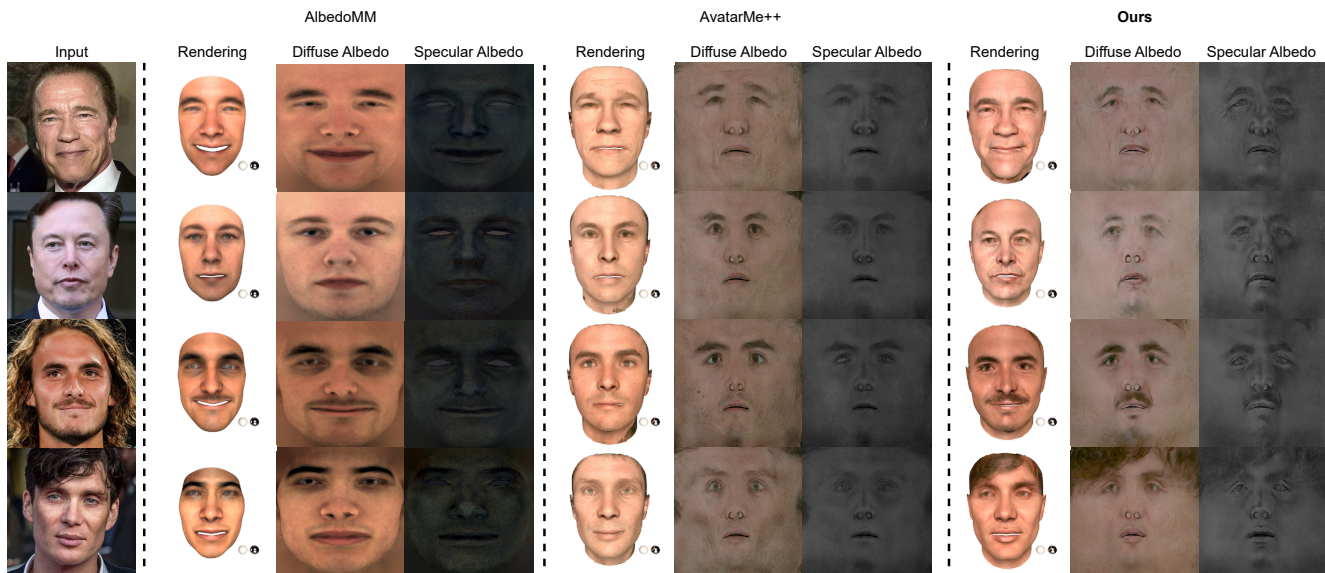 AlbedoMM AvatarMe++ Ours
Input Rendering Diffuse Albedo Specular Albedo Rendering Diffuse Albedo Specular Albedo Rendering Diffuse Albedo Specular Albedo